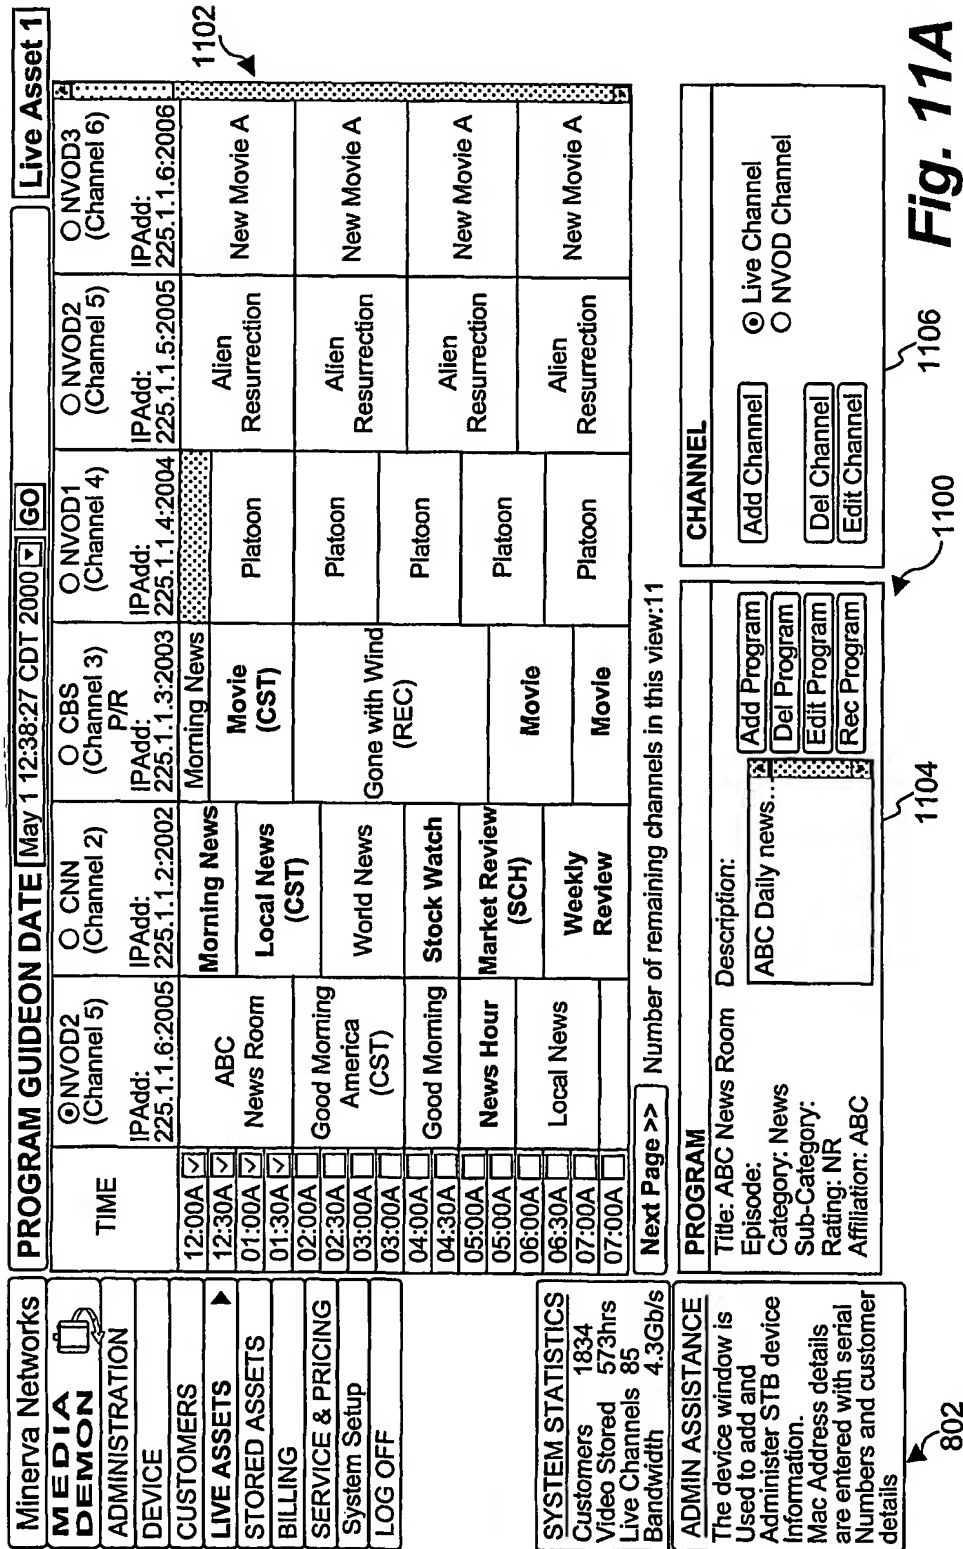 Minerva Networks
MEDIA
DEMON
ADMINISTRATION
DEVICE
CUSTOMERS
LIVE ASSETS
STORED ASSETS
BILLING
SERVICE & PRICING
System Setup
LOG OFF
SYSTEM STATISTICS
Customers 1834
Video Stored 573hrs
Live Channels 85
Bandwidth 4.3Gb/s
ADMIN ASSISTANCE
The device window is
Used to add and
Administer STB device
Information.
Mac Address details
are entered with serial
Numbers and customer
details
802
PROGRAM GUIDEON DATE May 1 12:38:27 CDT 2000 GO
Live Asset 1
TIME
NVOD2
(Channel 5)
IPAdd:
225.1.1.6:2005
CNN
(Channel 2)
IPAdd:
225.1.1.2:2002
CBS
(Channel 3)
P/R
IPAdd:
225.1.1.3:2003
NVOD1
(Channel 4)
IPAdd:
225.1.1.4:2004
NVOD2
(Channel 5)
IPAdd:
225.1.1.5:2005
NVOD3
(Channel 6)
IPAdd:
225.1.1.6:2006
12:00A
12:30A
01:00A
01:30A
02:00A
02:30A
03:00A
03:00A
04:00A
04:30A
05:00A
05:00A
06:00A
06:30A
07:00A
07:00A
ABC
News Room
Good Morning
America
(CST)
Good Morning
News Hour
Local News
Morning News
Local News
(CST)
World News
Stock Watch
Market Review
(SCH)
Weekly
Review
Morning News
Movie
(CST)
Gone with Wind
(REC)
Movie
Movie
Platoon
Platoon
Platoon
Platoon
Platoon
Alien
Resurrection
Alien
Resurrection
Alien
Resurrection
Alien
Resurrection
New Movie A
New Movie A
New Movie A
New Movie A
1102
Next Page >> Number of remaining channels in this view:11
PROGRAM
Title: ABC News Room
Episode:
Category: News
Sub-Category:
Rating: NR
Affiliation: ABC
Description:
ABC Daily news...
Add Program
Del Program
Edit Program
Rec Program
1104
CHANNEL
Add Channel
Del Channel
Edit Channel
Live Channel
NVOD Channel
1106
1100
Fig. 11A